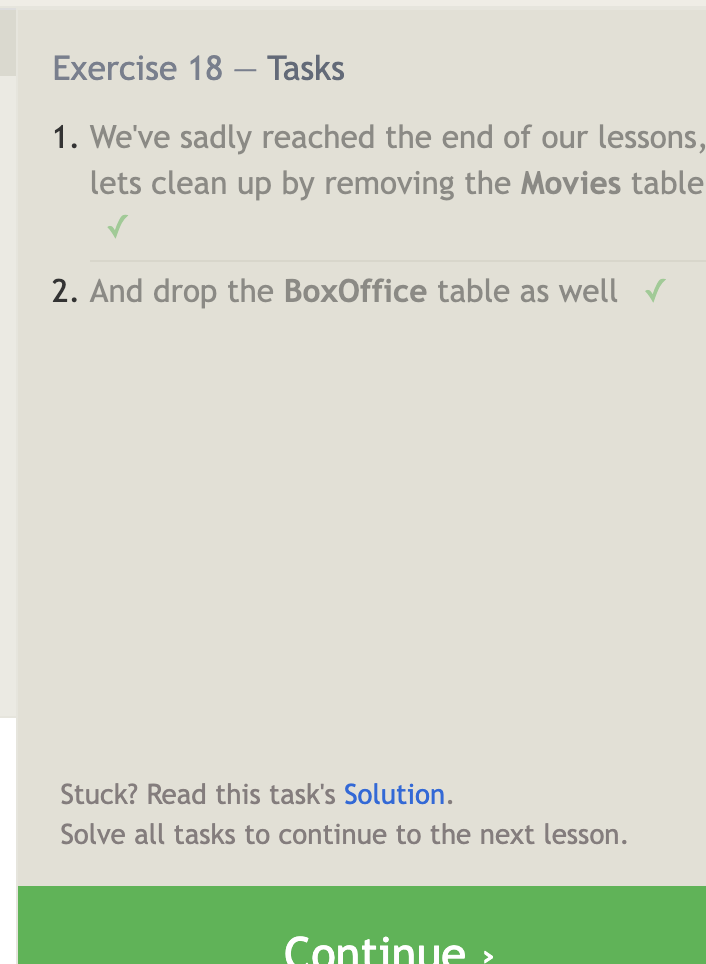 Exercise 18 — Tasks
1. We've sadly reached the end of our lessons,
lets clean up by removing the Movies table
✓
2. And drop the BoxOffice table as well ✓
Stuck? Read this task's Solution.
Solve all tasks to continue to the next lesson.
Continue ›